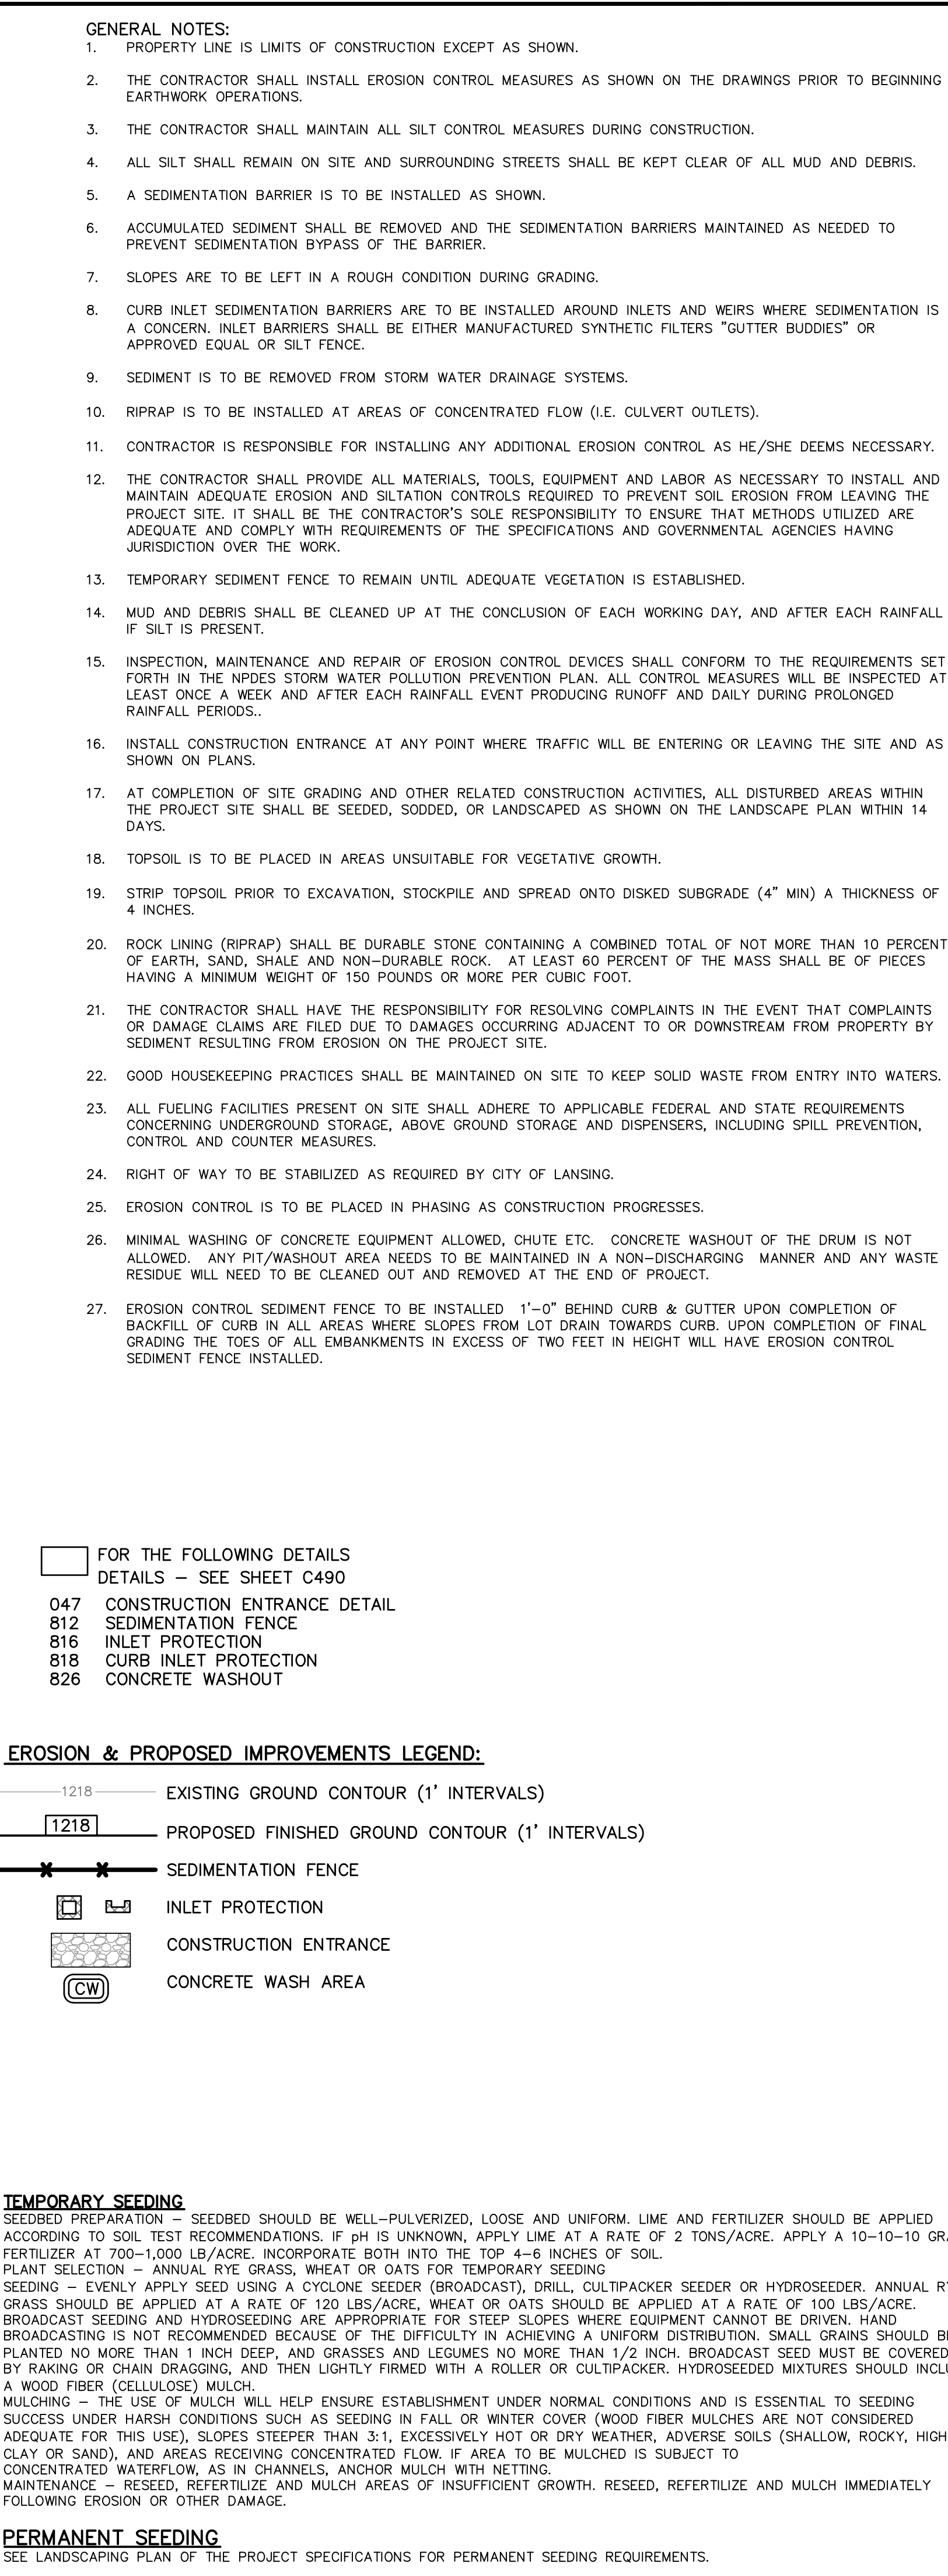 GENERAL NOTES:
1. PROPERTY LINE IS LIMITS OF CONSTRUCTION EXCEPT AS SHOWN.
2. THE CONTRACTOR SHALL INSTALL EROSION CONTROL MEASURES AS SHOWN ON THE DRAWINGS PRIOR TO BEGINNING
EARTHWORK OPERATIONS.
3. THE CONTRACTOR SHALL MAINTAIN ALL SILT CONTROL MEASURES DURING CONSTRUCTION.
4. ALL SILT SHALL REMAIN ON SITE AND SURROUNDING STREETS SHALL BE KEPT CLEAR OF ALL MUD AND DEBRIS.
5. A SEDIMENTATION BARRIER IS TO BE INSTALLED AS SHOWN.
6. ACCUMULATED SEDIMENT SHALL BE REMOVED AND THE SEDIMENTATION BARRIERS MAINTAINED AS NEEDED TO
PREVENT SEDIMENTATION BYPASS OF THE BARRIER.
7. SLOPES ARE TO BE LEFT IN A ROUGH CONDITION DURING GRADING.
8. CURB INLET SEDIMENTATION BARRIERS ARE TO BE INSTALLED AROUND INLETS AND WEIRS WHERE SEDIMENTATION IS
A CONCERN. INLET BARRIERS SHALL BE EITHER MANUFACTURED SYNTHETIC FILTERS "GUTTER BUDDIES" OR
APPROVED EQUAL OR SILT FENCE.
9. SEDIMENT IS TO BE REMOVED FROM STORM WATER DRAINAGE SYSTEMS.
10. RIPRAP IS TO BE INSTALLED AT AREAS OF CONCENTRATED FLOW (I.E. CULVERT OUTLETS).
11. CONTRACTOR IS RESPONSIBLE FOR INSTALLING ANY ADDITIONAL EROSION CONTROL AS HE/SHE DEEMS NECESSARY.
12. THE CONTRACTOR SHALL PROVIDE ALL MATERIALS, TOOLS, EQUIPMENT AND LABOR AS NECESSARY TO INSTALL AND
MAINTAIN ADEQUATE EROSION AND SILTATION CONTROLS REQUIRED TO PREVENT SOIL EROSION FROM LEAVING THE
PROJECT SITE. IT SHALL BE THE CONTRACTOR'S SOLE RESPONSIBILITY TO ENSURE THAT METHODS UTILIZED ARE
ADEQUATE AND COMPLY WITH REQUIREMENTS OF THE SPECIFICATIONS AND GOVERNMENTAL AGENCIES HAVING
JURISDICTION OVER THE WORK.
13. TEMPORARY SEDIMENT FENCE TO REMAIN UNTIL ADEQUATE VEGETATION IS ESTABLISHED.
14. MUD AND DEBRIS SHALL BE CLEANED UP AT THE CONCLUSION OF EACH WORKING DAY, AND AFTER EACH RAINFALL
IF SILT IS PRESENT.
15. INSPECTION, MAINTENANCE AND REPAIR OF EROSION CONTROL DEVICES SHALL CONFORM TO THE REQUIREMENTS SET
FORTH IN THE NPDES STORM WATER POLLUTION PREVENTION PLAN. ALL CONTROL MEASURES WILL BE INSPECTED AT
LEAST ONCE A WEEK AND AFTER EACH RAINFALL EVENT PRODUCING RUNOFF AND DAILY DURING PROLONGED
RAINFALL PERIODS..
16. INSTALL CONSTRUCTION ENTRANCE AT ANY POINT WHERE TRAFFIC WILL BE ENTERING OR LEAVING THE SITE AND AS
SHOWN ON PLANS.
17. AT COMPLETION OF SITE GRADING AND OTHER RELATED CONSTRUCTION ACTIVITIES, ALL DISTURBED AREAS WITHIN
THE PROJECT SITE SHALL BE SEEDED, SODDED, OR LANDSCAPED AS SHOWN ON THE LANDSCAPE PLAN WITHIN 14
DAYS.
18. TOPSOIL IS TO BE PLACED IN AREAS UNSUITABLE FOR VEGETATIVE GROWTH.
19. STRIP TOPSOIL PRIOR TO EXCAVATION, STOCKPILE AND SPREAD ONTO DISKED SUBGRADE (4" MIN) A THICKNESS OF
4 INCHES.
20. ROCK LINING (RIPRAP) SHALL BE DURABLE STONE CONTAINING A COMBINED TOTAL OF NOT MORE THAN 10 PERCENT
OF EARTH, SAND, SHALE AND NON-DURABLE ROCK. AT LEAST 60 PERCENT OF THE MASS SHALL BE OF PIECES
HAVING A MINIMUM WEIGHT OF 150 POUNDS OR MORE PER CUBIC FOOT.
21. THE CONTRACTOR SHALL HAVE THE RESPONSIBILITY FOR RESOLVING COMPLAINTS IN THE EVENT THAT COMPLAINTS
OR DAMAGE CLAIMS ARE FILED DUE TO DAMAGES OCCURRING ADJACENT TO OR DOWNSTREAM FROM PROPERTY BY
SEDIMENT RESULTING FROM EROSION ON THE PROJECT SITE.
22. GOOD HOUSEKEEPING PRACTICES SHALL BE MAINTAINED ON SITE TO KEEP SOLID WASTE FROM ENTRY INTO WATERS.
23. ALL FUELING FACILITIES PRESENT ON SITE SHALL ADHERE TO APPLICABLE FEDERAL AND STATE REQUIREMENTS
CONCERNING UNDERGROUND STORAGE, ABOVE GROUND STORAGE AND DISPENSERS, INCLUDING SPILL PREVENTION,
CONTROL AND COUNTER MEASURES.
24. RIGHT OF WAY TO BE STABILIZED AS REQUIRED BY CITY OF LANSING.
25. EROSION CONTROL IS TO BE PLACED IN PHASING AS CONSTRUCTION PROGRESSES.
26. MINIMAL WASHING OF CONCRETE EQUIPMENT ALLOWED, CHUTE ETC. CONCRETE WASHOUT OF THE DRUM IS NOT
ALLOWED. ANY PIT/WASHOUT AREA NEEDS TO BE MAINTAINED IN A NON-DISCHARGING MANNER AND ANY WASTE
RESIDUE WILL NEED TO BE CLEANED OUT AND REMOVED AT THE END OF PROJECT.
27. EROSION CONTROL SEDIMENT FENCE TO BE INSTALLED 1'-0" BEHIND CURB & GUTTER UPON COMPLETION OF
BACKFILL OF CURB IN ALL AREAS WHERE SLOPES FROM LOT DRAIN TOWARDS CURB. UPON COMPLETION OF FINAL
GRADING THE TOES OF ALL EMBANKMENTS IN EXCESS OF TWO FEET IN HEIGHT WILL HAVE EROSION CONTROL
SEDIMENT FENCE INSTALLED.
FOR THE FOLLOWING DETAILS
DETAILS - SEE SHEET C490
047 CONSTRUCTION ENTRANCE DETAIL
812 SEDIMENTATION FENCE
816 INLET PROTECTION
818 CURB INLET PROTECTION
826 CONCRETE WASHOUT
EROSION & PROPOSED IMPROVEMENTS LEGEND:
1218 EXISTING GROUND CONTOUR (1' INTERVALS)
1218 PROPOSED FINISHED GROUND CONTOUR (1' INTERVALS)
SEDIMENTATION FENCE
INLET PROTECTION
CONSTRUCTION ENTRANCE
CW CONCRETE WASH AREA
TEMPORARY SEEDING
SEEDBED PREPARATION - SEEDBED SHOULD BE WELL-PULVERIZED, LOOSE AND UNIFORM. LIME AND FERTILIZER SHOULD BE APPLIED
ACCORDING TO SOIL TEST RECOMMENDATIONS. IF pH IS UNKNOWN, APPLY LIME AT A RATE OF 2 TONS/ACRE. APPLY A 10-10-10
FERTILIZER AT 700-1,000 LB/ACRE. INCORPORATE BOTH INTO THE TOP 4-6 INCHES OF SOIL.
PLANT SELECTION - ANNUAL RYE GRASS, WHEAT OR OATS FOR TEMPORARY SEEDING
SEEDING - EVENLY APPLY SEED USING A CYCLONE SEEDER (BROADCAST), DRILL, CULTIPACKER SEEDER OR HYDROSEEDER. ANNUAL
GRASS SHOULD BE APPLIED AT A RATE OF 120 LBS/ACRE, WHEAT OR OATS SHOULD BE APPLIED AT A RATE OF 100 LBS/ACRE.
BROADCAST SEEDING AND HYDROSEEDING ARE APPROPRIATE FOR STEEP SLOPES WHERE EQUIPMENT CANNOT BE DRIVEN. HAND
BROADCASTING IS NOT RECOMMENDED BECAUSE OF THE DIFFICULTY IN ACHIEVING A UNIFORM DISTRIBUTION. SMALL GRAINS SHOULD
PLANTED NO MORE THAN 1 INCH DEEP, AND GRASSES AND LEGUMES NO MORE THAN 1/2 INCH. BROADCAST SEED MUST BE COVERED
BY RAKING OR CHAIN DRAGGING, AND THEN LIGHTLY FIRMED WITH A ROLLER OR CULTIPACKER. HYDROSEEDED MIXTURES SHOULD
A WOOD FIBER (CELLULOSE) MULCH.
MULCHING - THE USE OF MULCH WILL HELP ENSURE ESTABLISHMENT UNDER NORMAL CONDITIONS AND IS ESSENTIAL TO SEEDING
SUCCESS UNDER HARSH CONDITIONS SUCH AS SEEDING IN FALL OR WINTER COVER (WOOD FIBER MULCHES ARE NOT CONSIDERED
ADEQUATE FOR THIS USE), SLOPES STEEPER THAN 3:1, EXCESSIVELY HOT OR DRY WEATHER, ADVERSE SOILS (SHALLOW, ROCKY, HIGH
CLAY OR SAND), AND AREAS RECEIVING CONCENTRATED FLOW. IF AREA TO BE MULCHED IS SUBJECT TO
CONCENTRATED WATERFLOW, AS IN CHANNELS, ANCHOR MULCH WITH NETTING.
MAINTENANCE - RESEED, REFERTILIZE AND MULCH AREAS OF INSUFFICIENT GROWTH. RESEED, REFERTILIZE AND MULCH IMMEDIATELY
FOLLOWING EROSION OR OTHER DAMAGE.
PERMANENT SEEDING
SEE LANDSCAPING PLAN OF THE PROJECT SPECIFICATIONS FOR PERMANENT SEEDING REQUIREMENTS.